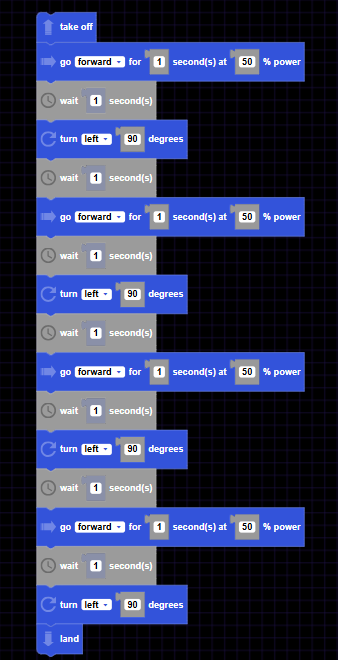 take off
go forward for 1 second(s) at 50 % power
wait 1 second(s)
turn left 90 degrees
wait 1 second(s)
go forward for 1 second(s) at 50 % power
wait 1 second(s)
turn left 90 degrees
wait 1 second(s)
go forward for 1 second(s) at 50 % power
wait 1 second(s)
turn left 90 degrees
wait 1 second(s)
go forward for 1 second(s) at 50 % power
wait 1 second(s)
turn left 90 degrees
land